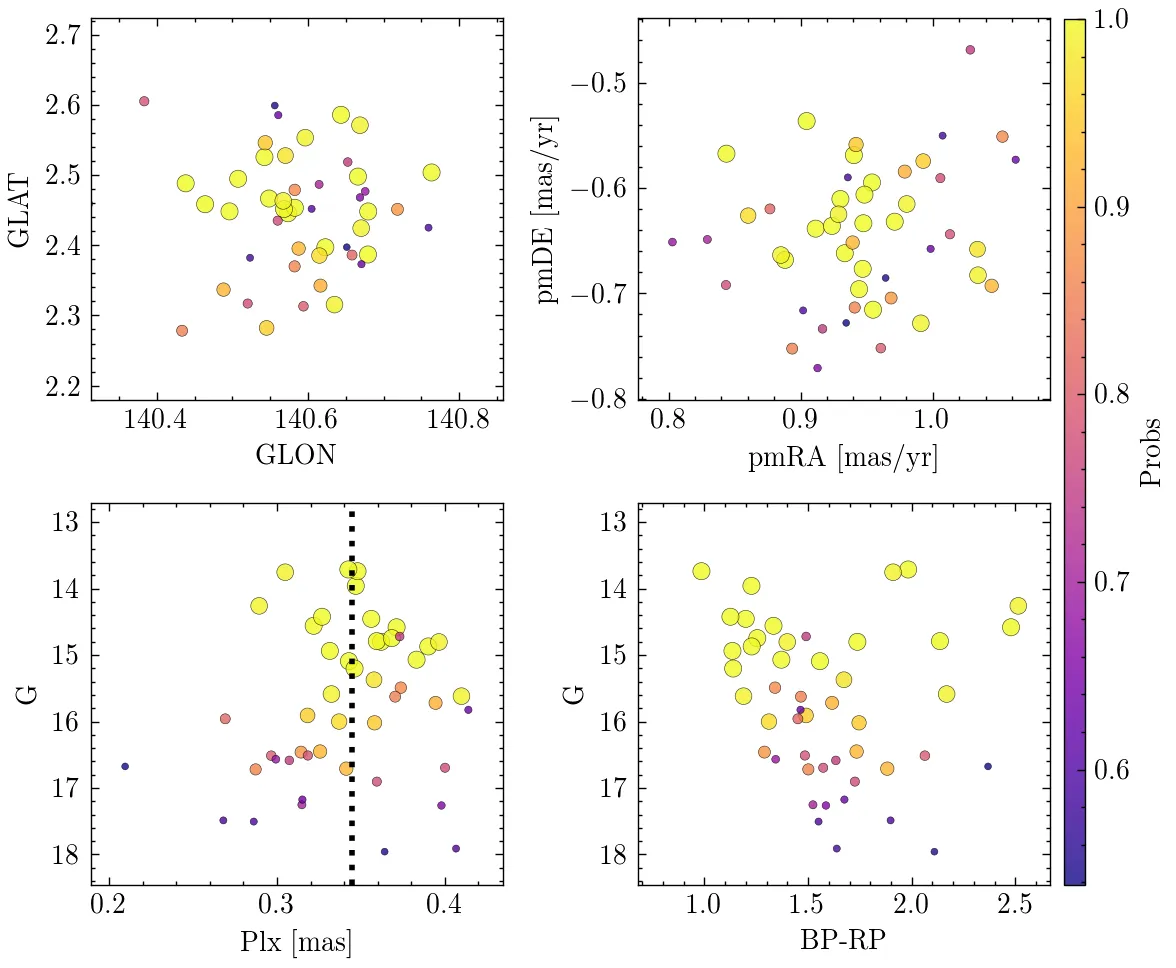 2.7
2.6
2.5
2.4
2.3
2.2
GLAT
140.4 140.6 140.8
GLON
−0.5
−0.6
−0.7
−0.8
pmDE [mas/yr]
0.8 0.9 1.0
pmRA [mas/yr]
13
14
15
16
17
18
G
0.2 0.3 0.4
Plx [mas]
13
14
15
16
17
18
G
1.0 1.5 2.0 2.5
BP-RP
1.0
0.9
0.8
0.7
0.6
Probs